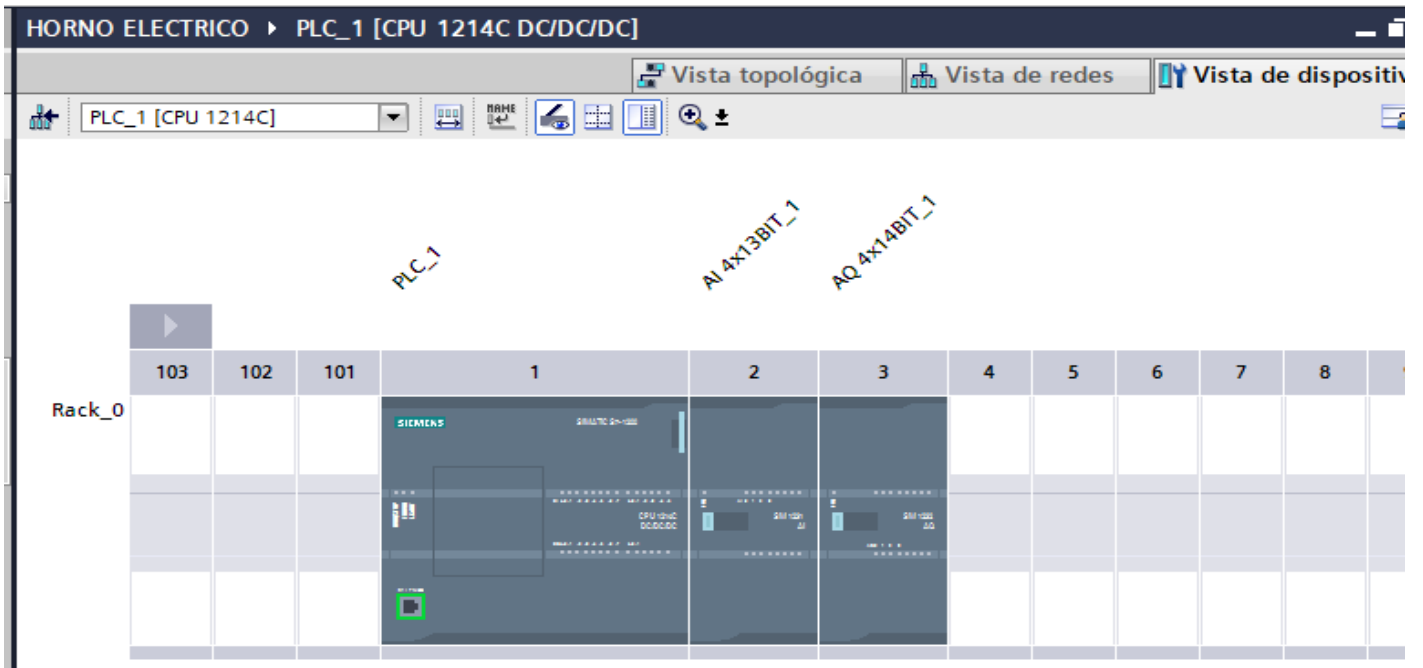 HORNO ELECTRICO ▸ PLC_1 [CPU 1214C DC/DC/DC]
Vista topológica Vista de redes Vista de dispositiv
PLC_1 [CPU 1214C] NAME
PLC_1 AI 4x13BIT_1 AQ 4x14BIT_1
103 102 101 1 2 3 4 5 6 7 8
Rack_0
SIEMENS SIMATIC S7-1200
CPU 1214C SM 1231 SM 1232
DC/DC/DC AI AQ